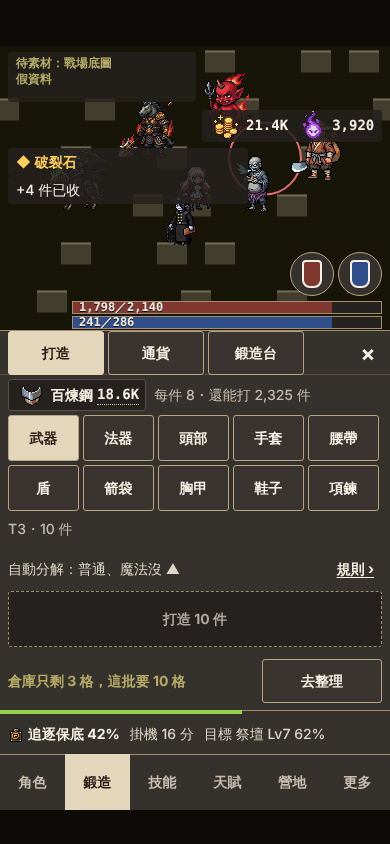 待素材：戰場底圖
假資料
21.4K 3,920
◆ 破裂石
+4 件已收
1,798／2,140
241／286
打造 通貨 鍛造台 ×
百煉鋼 18.6K 每件 8・還能打 2,325 件
武器 法器 頭部 手套 腰帶
盾 箭袋 胸甲 鞋子 項鍊
T3・10 件
自動分解：普通、魔法沒 ▲ 規則 ›
打造 10 件
倉庫只剩 3 格，這批要 10 格 去整理
追逐保底 42% 掛機 16 分 目標 祭壇 Lv7 62%
角色 鍛造 技能 天賦 營地 更多